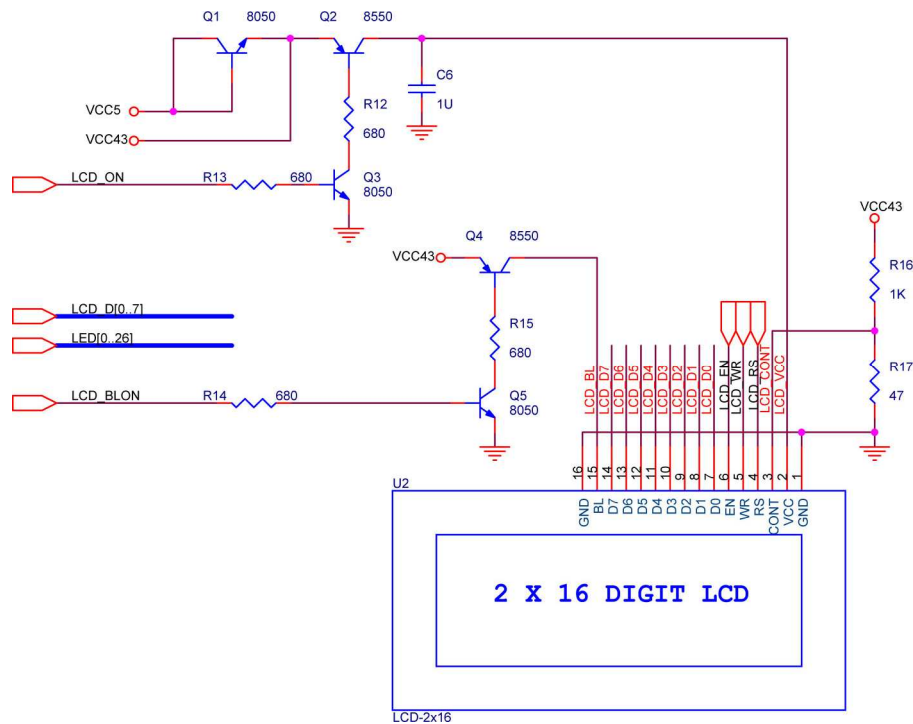 Q1 8050 Q2 8550
C6
1U
VCC5
R12
680
VCC43
LCD_ON R13 680 Q3
8050
VCC43
Q4 8550
VCC43
R16
1K
LCD_D[0..7]
LED[0..26]
R15
680
R17
47
LCD_BLON R14 680 Q5
8050
LCD_BL LCD_D7 LCD_D6 LCD_D5 LCD_D4 LCD_D3 LCD_D2 LCD_D1 LCD_D0 LCD_EN LCD_WR LCD_RS LCD_CONT LCD_VCC
16 15 14 13 12 11 10 9 8 7 6 5 4 3 2 1
U2
GND BL D7 D6 D5 D4 D3 D2 D1 D0 EN WR RS CONT VCC GND
2 X 16 DIGIT LCD
LCD-2x16